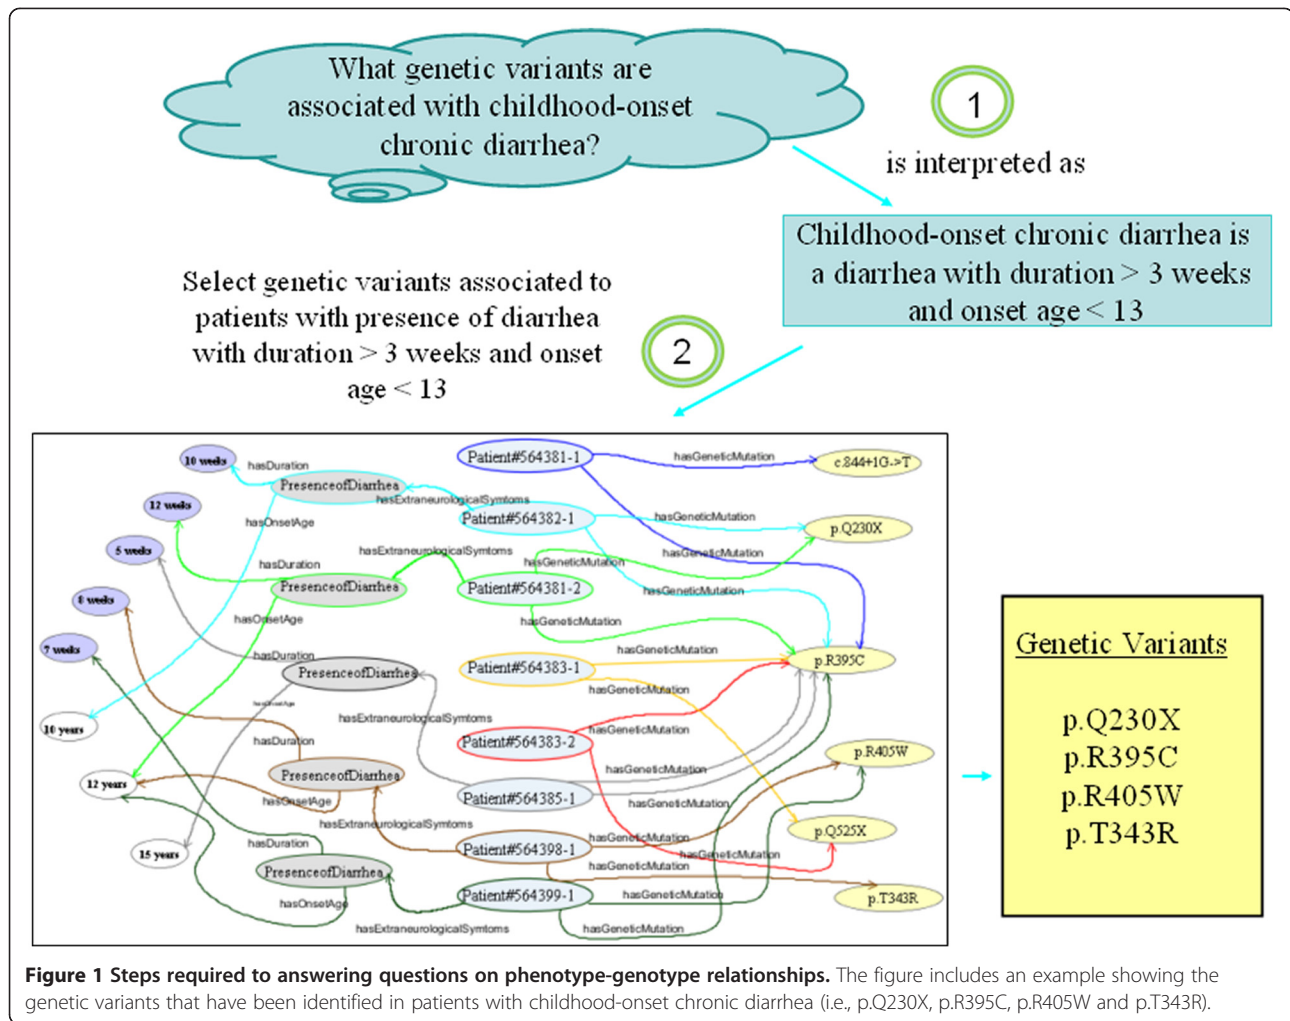 What genetic variants are
associated with childhood-onset
chronic diarrhea?
1
is interpreted as
Childhood-onset chronic diarrhea is
a diarrhea with duration > 3 weeks
and onset age < 13
Select genetic variants associated to
patients with presence of diarrhea
with duration > 3 weeks and onset
age < 13
2
10 weeks
hasDuration
PresenceofDiarrhea
hasExtraneurologicalSymtoms
Patient#564381-1
hasGeneticMutation
c.844+1G->T
12 weeks
hasOnsetAge
Patient#564382-1
hasGeneticMutation
p.Q230X
5 weeks
hasDuration
hasExtraneurologicalSymtoms
hasGeneticMutation
hasGeneticMutation
8 weeks
PresenceofDiarrhea
Patient#564381-2
hasGeneticMutation
hasOnsetAge
hasGeneticMutation
7 weeks
hasDuration
PresenceofDiarrhea
Patient#564383-1
hasGeneticMutation
p.R395C
hasOnsetAge
hasGeneticMutation
10 years
hasExtraneurologicalSymtoms
hasDuration
Patient#564383-2
hasGeneticMutation
p.R405W
12 years
PresenceofDiarrhea
hasOnsetAge
Patient#564385-1
hasGeneticMutation
hasGeneticMutation
hasExtraneurologicalSymtoms
p.Q525X
15 years
hasDuration
Patient#564398-1
hasGeneticMutation
hasGeneticMutation
hasGeneticMutation
PresenceofDiarrhea
hasOnsetAge
Patient#564399-1
hasGeneticMutation
p.T343R
hasExtraneurologicalSymtoms
hasGeneticMutation
Genetic Variants
p.Q230X
p.R395C
p.R405W
p.T343R
Figure 1 Steps required to answering questions on phenotype-genotype relationships. The figure includes an example showing the
genetic variants that have been identified in patients with childhood-onset chronic diarrhea (i.e., p.Q230X, p.R395C, p.R405W and p.T343R).